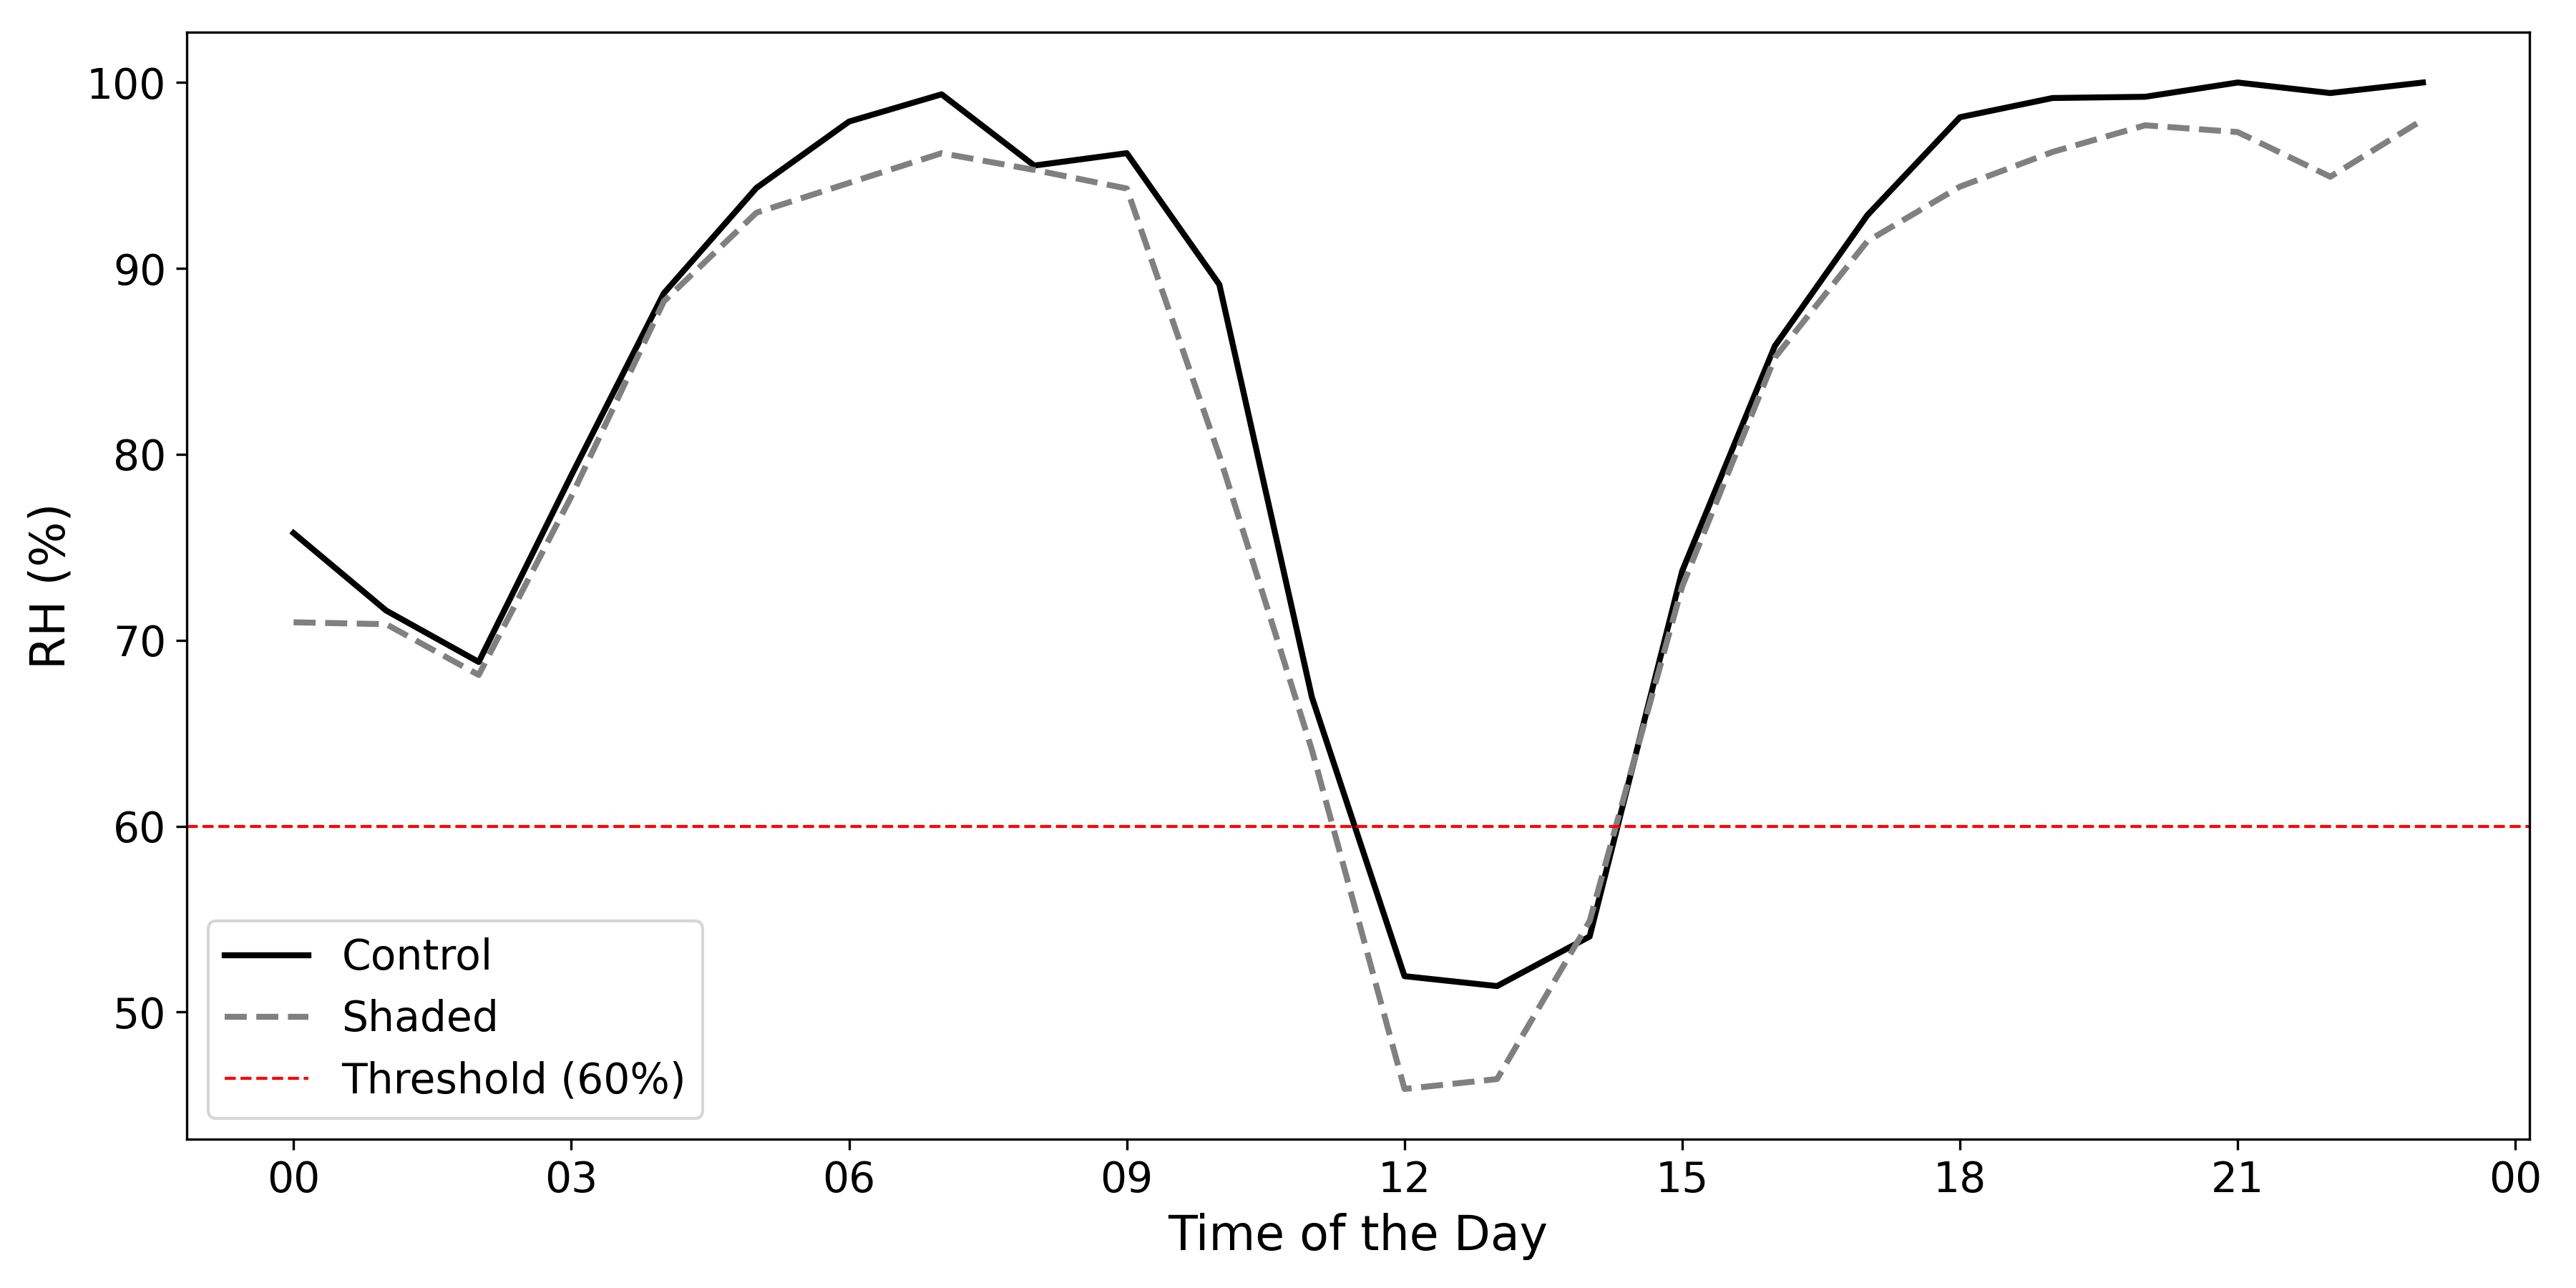 100
90
80
70
60
50
RH (%)
Control
Shaded
Threshold (60%)
00 03 06 09 12 15 18 21 00
Time of the Day